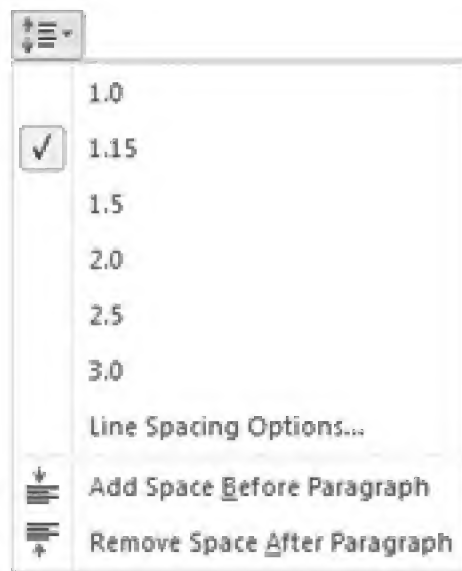 1.0
1.15
1.5
2.0
2.5
3.0
Line Spacing Options...
Add Space Before Paragraph
Remove Space After Paragraph